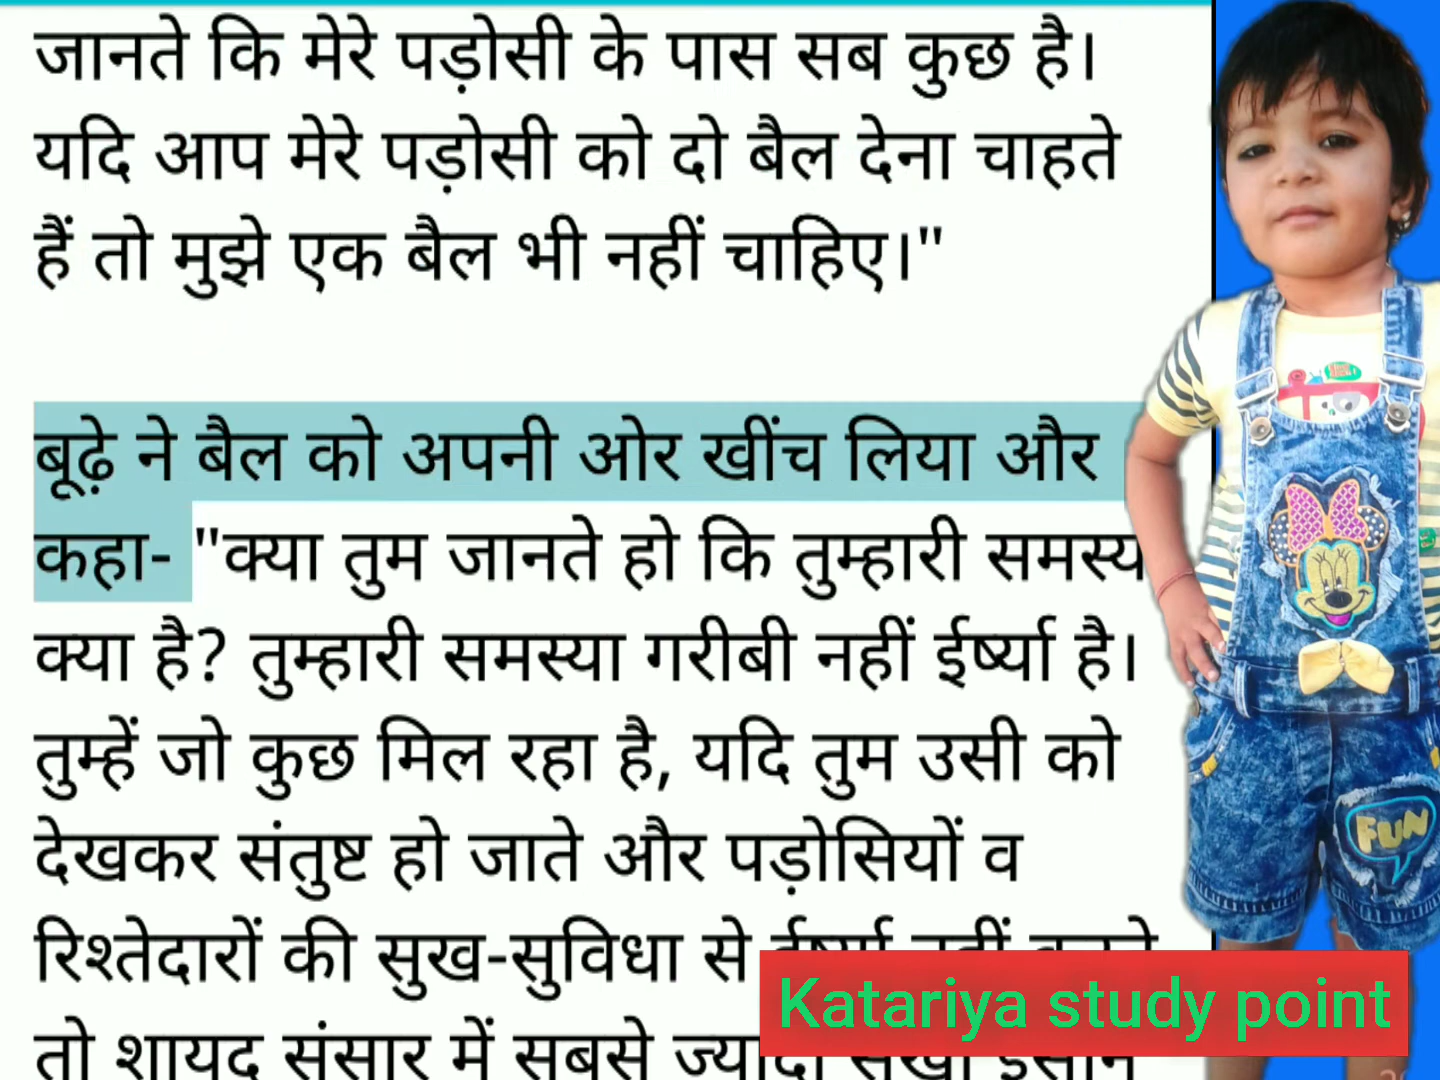 जानते कि मेरे पड़ोसी के पास सब कुछ है।
यदि आप मेरे पड़ोसी को दो बैल देना चाहते
हैं तो मुझे एक बैल भी नहीं चाहिए।"
बूढ़े ने बैल को अपनी ओर खींच लिया और
कहा- "क्या तुम जानते हो कि तुम्हारी
क्या है? तुम्हारी समस्या गरीबी नहीं ईर्ष्या है।
तुम्हें जो कुछ मिल रहा है, यदि तुम उसी को
देखकर संतुष्ट हो जाते और पड़ोसियों व
रिश्तेदारों की सुख-सुविधा से
तो शायद संसार में सबसे
Katariya study point
FUN